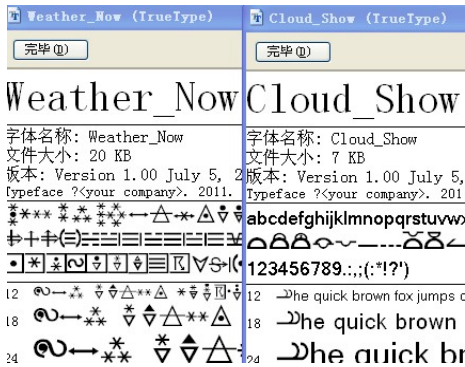 Weather_Now (TrueType)
完毕(D)
Weather_Now
字体名称: Weather_Now
文件大小: 20 KB
版本: Version 1.00 July 5, 2
Typeface ?<your company>. 2011.
12
18
24
Cloud_Show (TrueType)
完毕(D)
Cloud_Show
字体名称: Cloud_Show
文件大小: 7 KB
版本: Version 1.00 July 5,
Typeface ?<your company>. 201
abcdefghijklmnopqrstuvwx
123456789.:,;(:*!?')
12 he quick brown fox jumps
18 he quick brown
24 he quick br